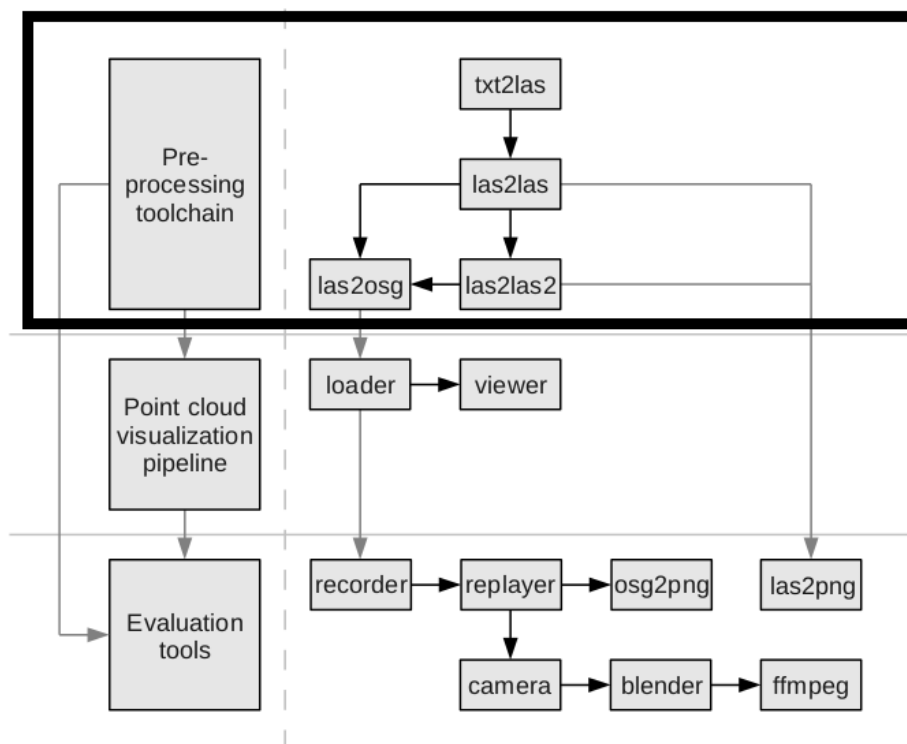 txt2las
Pre-
processing
toolchain
las2las
las2osg
las2las2
Point cloud
visualization
pipeline
loader
viewer
Evaluation
tools
recorder
replayer
osg2png
las2png
camera
blender
ffmpeg